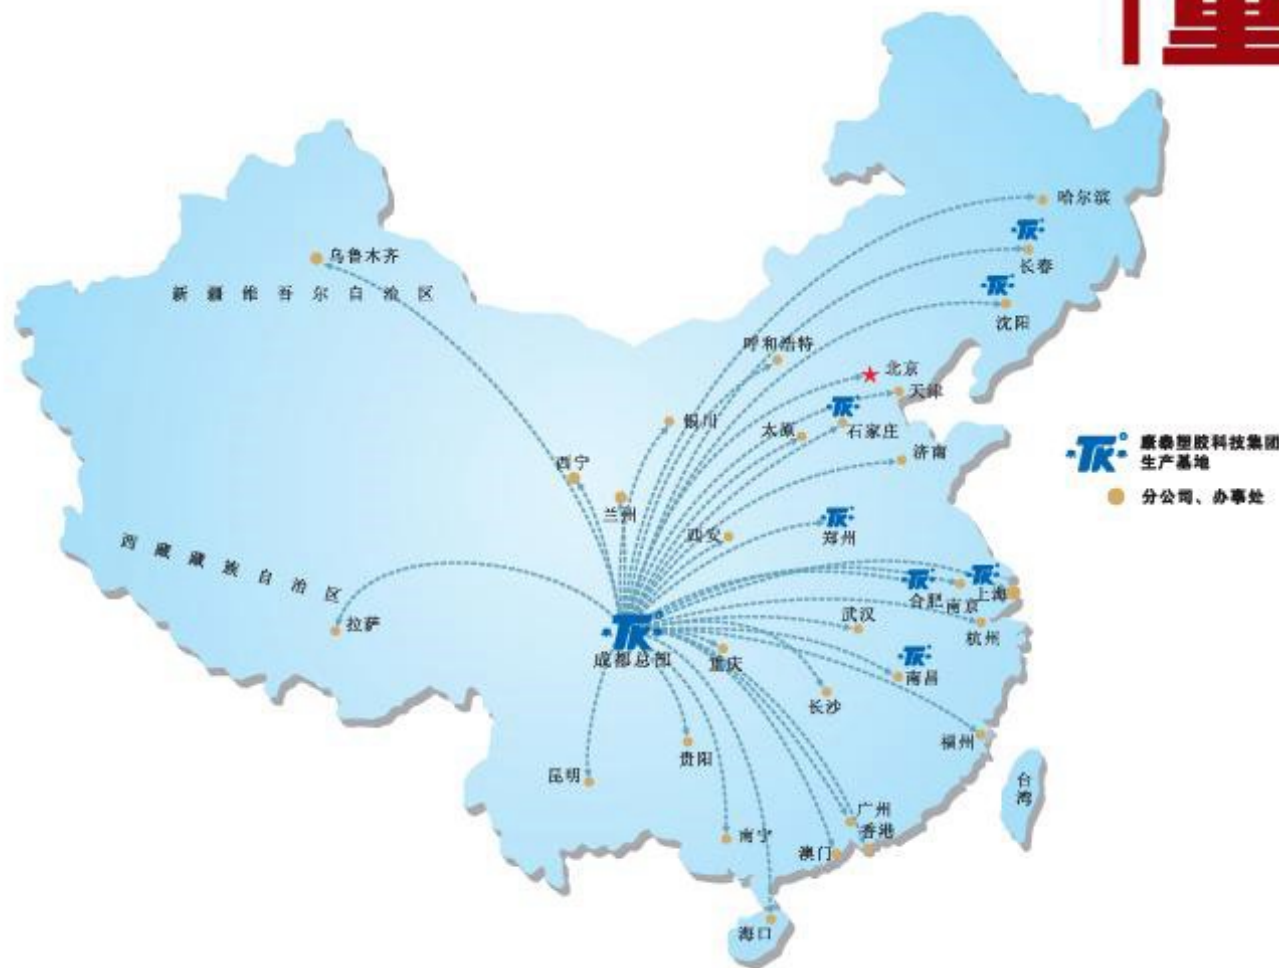 哈尔滨
长春
沈阳
乌鲁木齐
新疆维吾尔自治区
呼和浩特
北京
天津
银川
太原
石家庄
济南
西宁
兰州
西安
郑州
西藏藏族自治区
拉萨
合肥
南京
上海
杭州
武汉
成都总部
重庆
南昌
长沙
福州
贵阳
昆明
台湾
广州
香港
南宁
澳门
海口
TK
康泰塑胶科技集团
生产基地
分公司、办事处